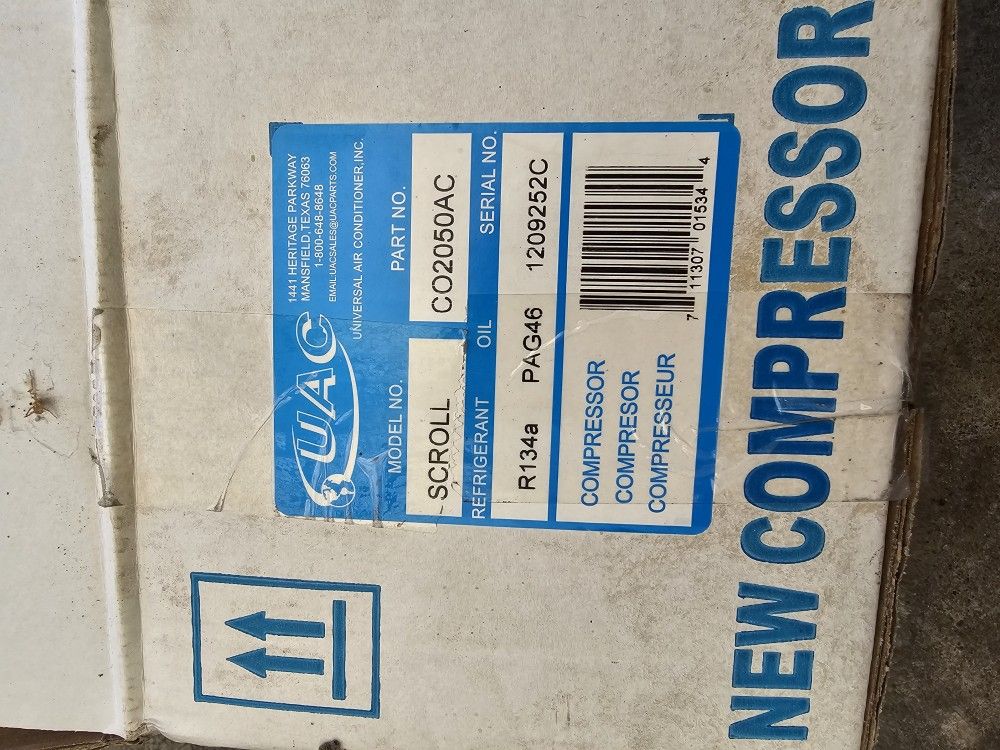 UAC
1441 HERITAGE PARKWAY
MANSFIELD,TEXAS 76063
1-800-648-8648
EMAIL:UACSALES@UACPARTS.COM
UNIVERSAL AIR CONDITIONER,INC.
MODEL NO. PART NO.
SCROLL CO2050AC
REFRIGERANT OIL SERIAL NO.
R134a PAG46 1209252C
COMPRESSOR
COMPRESOR
COMPRESSEUR
7 11307 01534 4
NEW COMPRESSOR